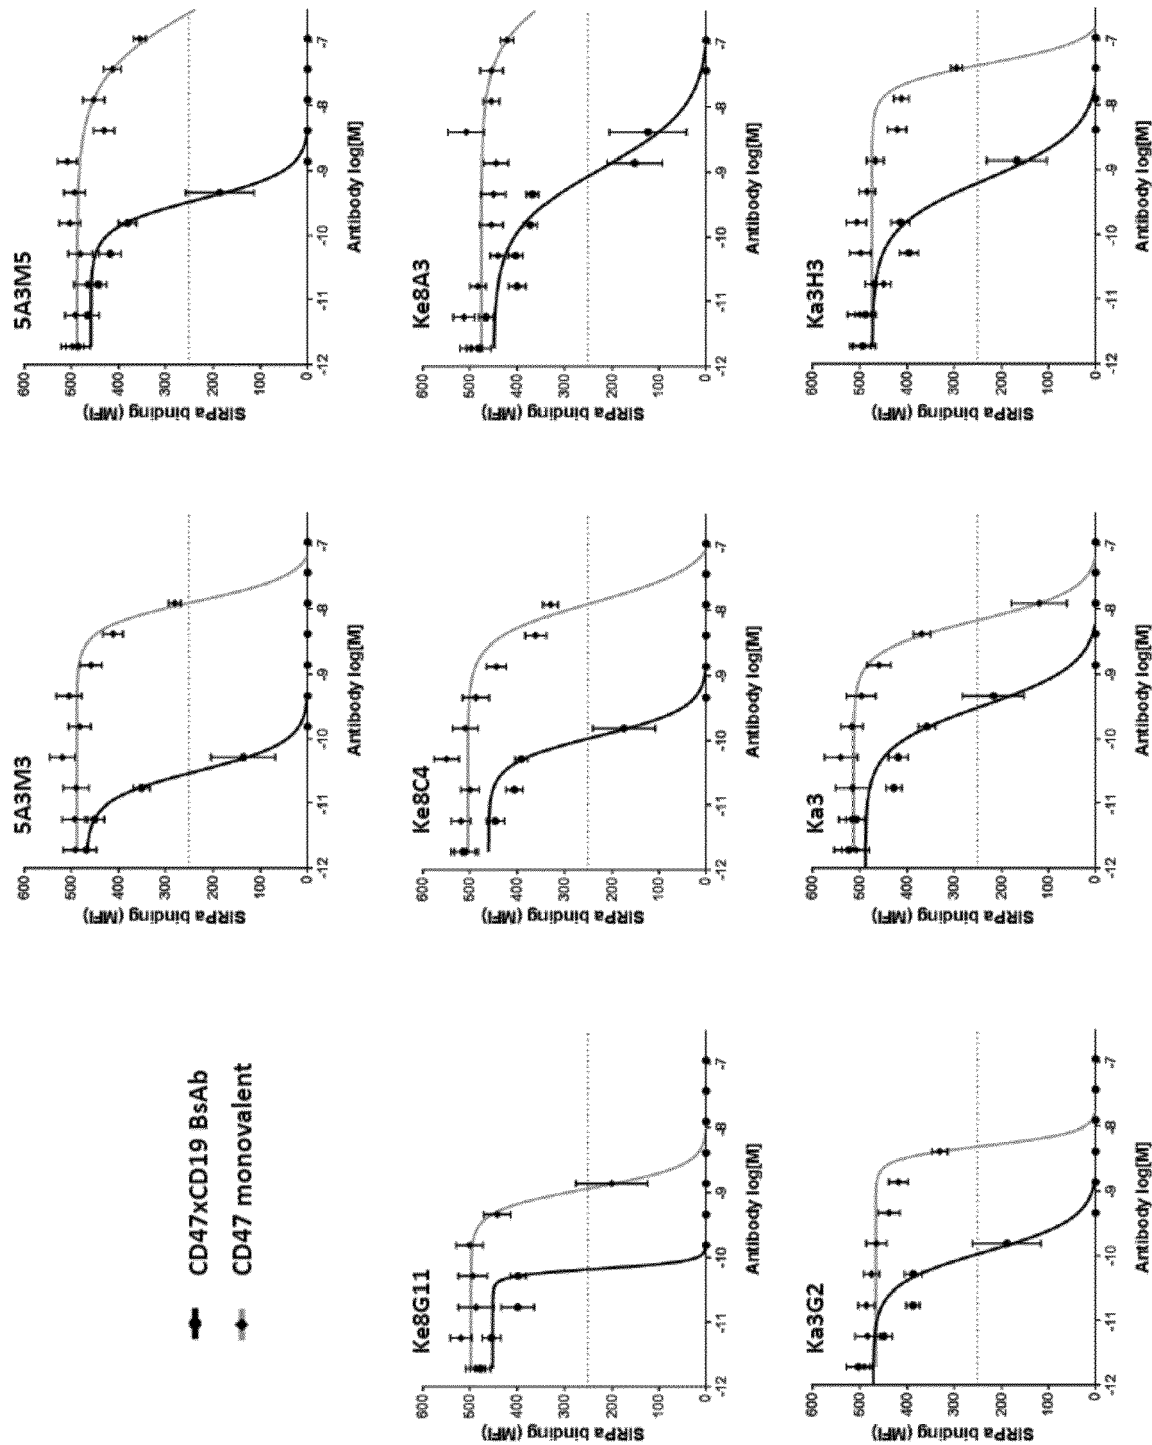 CD47xCD19 BsAb
CD47 monovalent
5A3M3
SIRPa binding (MFI)
600
500
400
300
200
100
0
-12 -11 -10 -9 -8 -7
Antibody log[M]
5A3M5
SIRPa binding (MFI)
600
500
400
300
200
100
0
-12 -11 -10 -9 -8 -7
Antibody log[M]
Ke8G11
SIRPa binding (MFI)
600
500
400
300
200
100
0
-12 -11 -10 -9 -8 -7
Antibody log[M]
Ke8C4
SIRPa binding (MFI)
600
500
400
300
200
100
0
-12 -11 -10 -9 -8 -7
Antibody log[M]
Ke8A3
SIRPa binding (MFI)
600
500
400
300
200
100
0
-12 -11 -10 -9 -8 -7
Antibody log[M]
Ka3G2
SIRPa binding (MFI)
600
500
400
300
200
100
0
-12 -11 -10 -9 -8 -7
Antibody log[M]
Ka3
SIRPa binding (MFI)
600
500
400
300
200
100
0
-12 -11 -10 -9 -8 -7
Antibody log[M]
Ka3H3
SIRPa binding (MFI)
600
500
400
300
200
100
0
-12 -11 -10 -9 -8 -7
Antibody log[M]